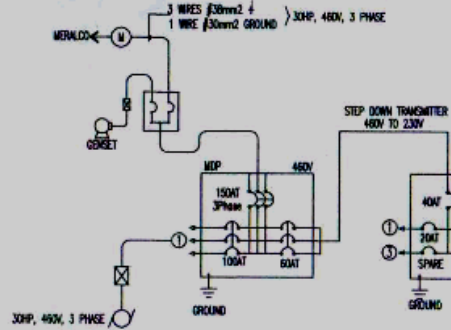 3 WIRES #38mm2 &
1 WIRE #30mm2 GROUND
30HP, 460V, 3 PHASE
MERALCO
M
GENSET
STEP DOWN TRANSMITTER
460V TO 230V
MDP
460V
150AT
3Phase
100AT
60AT
1
GROUND
30HP, 460V, 3 PHASE
40AT
1
20AT
3
SPARE
GROUND